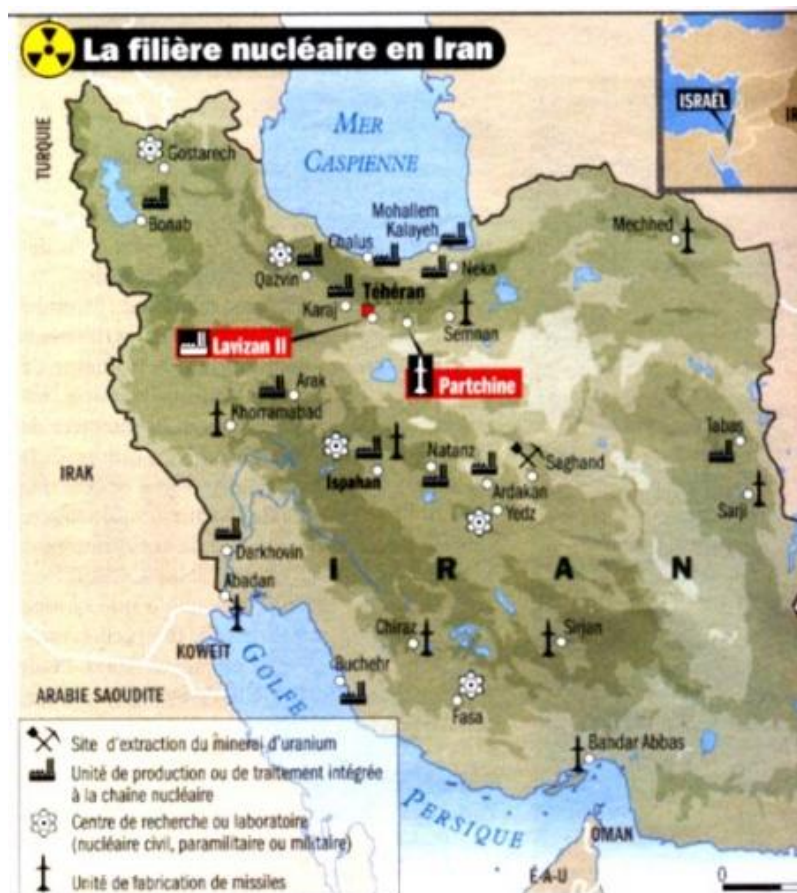 La filière nucléaire en Iran
TURQUIE
MER
CASPIENNE
ISRAËL
IR
Gostarech
Bonab
Mohallem
Kalayeh
Mechhed
Chalus
Neka
Qazvin
Téhéran
Karaj
Semnan
Lavizan II
Partchine
Arak
Khorramabad
Tabas
Natanz
Saghand
IRAK
Ispahan
Ardakan
Yedz
Sarji
Darkhovin
I R A N
Abadan
Chiraz
Sirjan
KOWEIT
GOLFE
Buchehr
ARABIE SAOUDITE
Fasa
Bandar Abbas
PERSIQUE
OMAN
É-A-U
0
Site d'extraction du minerai d'uranium
Unité de production ou de traitement intégrée
à la chaîne nucléaire
Centre de recherche ou laboratoire
(nucléaire civil, paramilitaire ou militaire)
Unité de fabrication de missiles